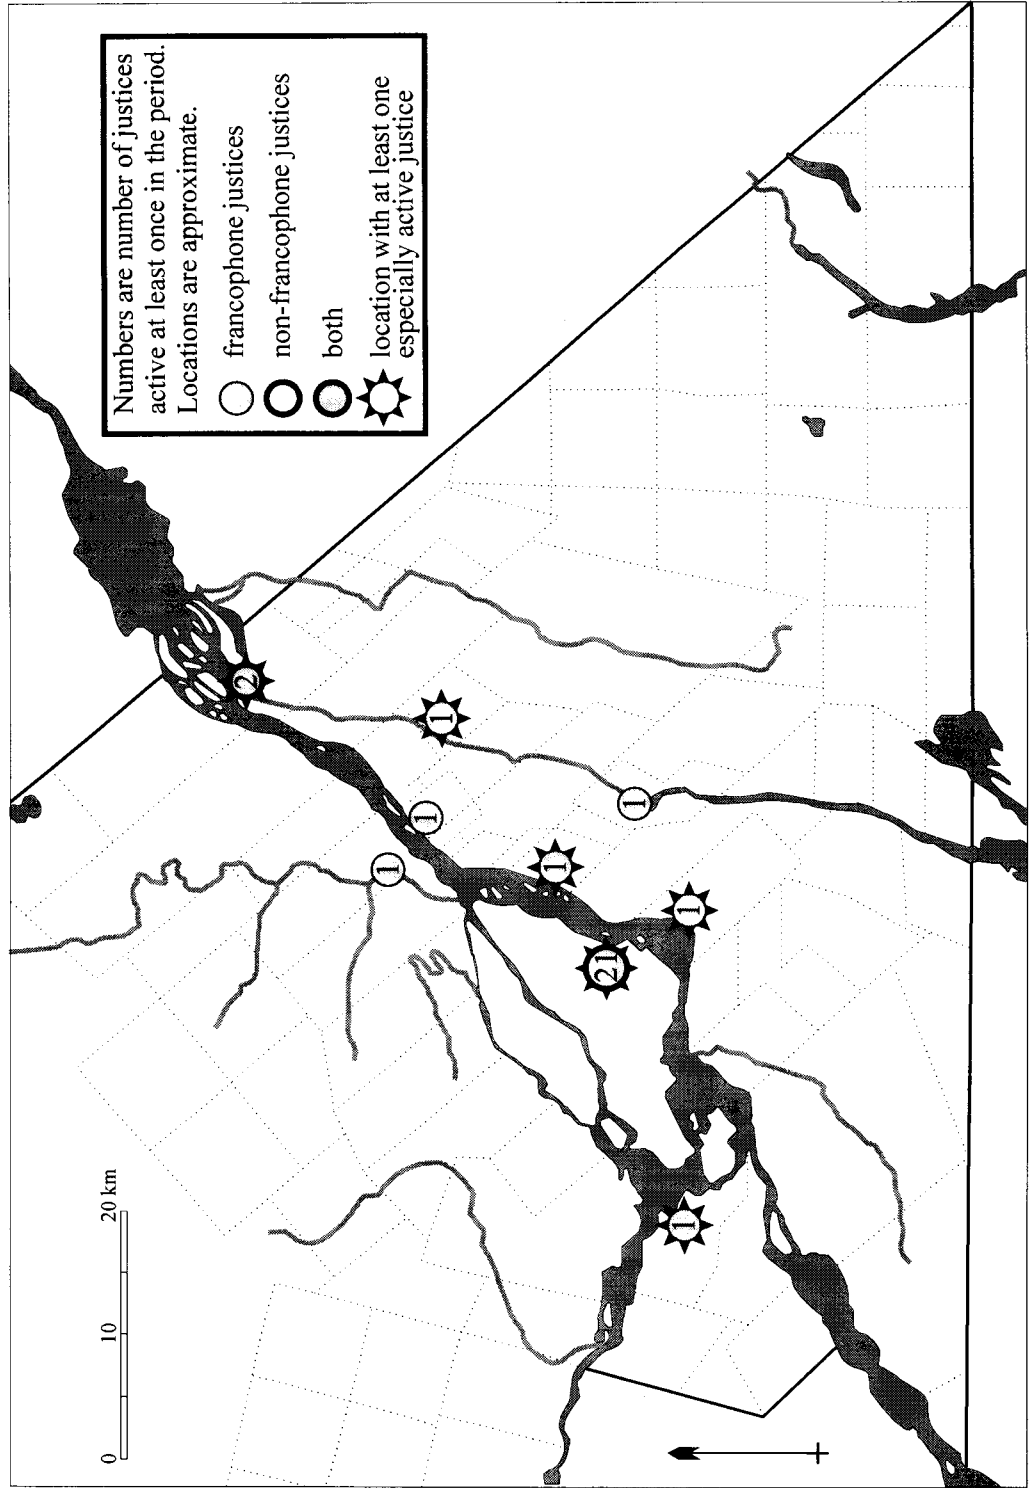 Numbers are number of justices
active at least once in the period.
Locations are approximate.
francophone justices
non-francophone justices
both
location with at least one
especially active justice
2
1
1
1
1
1
21
1
1
0
10
20 km